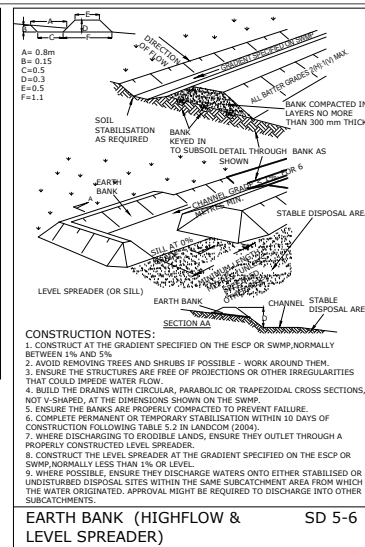 E
A
B
D
C
F
A= 0.8m
B= 0.15
C=0.5
D=0.3
E=0.5
F=1.1
DIRECTION
OF FLOW
GRADIENT SPECIFIED ON SWMP
ALL BATTER GRADES 2(H):1(V) MAX.
SOIL
STABILISATION
AS REQUIRED
BANK
KEYED IN
TO SUBSOIL
BANK COMPACTED IN
LAYERS NO MORE
THAN 300 mm THICK
DETAIL THROUGH BANK AS
SHOWN
EARTH
BANK
A
CHANNEL GRADE FOR 6
METRES MIN.
STABLE DISPOSAL AREA
SILL AT 0%
MINIMUM LENGTH
LEVEL SPREADER (OR SILL)
EARTH BANK
CHANNEL
STABLE
DISPOSAL AREA
D
SECTION AA
CONSTRUCTION NOTES:
1. CONSTRUCT AT THE GRADIENT SPECIFIED ON THE ESCP OR SWMP,NORMALLY
BETWEEN 1% AND 5%
2. AVOID REMOVING TREES AND SHRUBS IF POSSIBLE - WORK AROUND THEM.
3. ENSURE THE STRUCTURES ARE FREE OF PROJECTIONS OR OTHER IRREGULARITIES
THAT COULD IMPEDE WATER FLOW.
4. BUILD THE DRAINS WITH CIRCULAR, PARABOLIC OR TRAPEZOIDAL CROSS SECTIONS,
NOT V-SHAPED, AT THE DIMENSIONS SHOWN ON THE SWMP.
5. ENSURE THE BANKS ARE PROPERLY COMPACTED TO PREVENT FAILURE.
6. COMPLETE PERMANENT OR TEMPORARY STABILISATION WITHIN 10 DAYS OF
CONSTRUCTION FOLLOWING TABLE 5.2 IN LANDCOM (2004).
7. WHERE DISCHARGING TO ERODIBLE LANDS, ENSURE THEY OUTLET THROUGH A
PROPERLY CONSTRUCTED LEVEL SPREADER.
8. CONSTRUCT THE LEVEL SPREADER AT THE GRADIENT SPECIFIED ON THE ESCP OR
SWMP,NORMALLY LESS THAN 1% OR LEVEL.
9. WHERE POSSIBLE, ENSURE THEY DISCHARGE WATERS ONTO EITHER STABILISED OR
UNDISTURBED DISPOSAL SITES WITHIN THE SAME SUBCATCHMENT AREA FROM WHICH
THE WATER ORIGINATED. APPROVAL MIGHT BE REQUIRED TO DISCHARGE INTO OTHER
SUBCATCHMENTS.
EARTH BANK (HIGHFLOW & SD 5-6
LEVEL SPREADER)